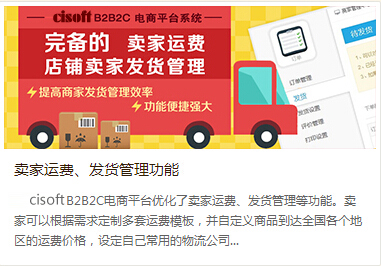 cisoft B2B2C 电商平台系统
完备的 卖家运费
店铺卖家发货管理
提高商家发货管理效率
功能便捷强大
订单
订单管理
发货
发货设置
评价管理
打印设置
待发货
卖家运费、发货管理功能
cisoft B2B2C电商平台优化了卖家运费、发货管理等功能。卖
家可以根据需求定制多套运费模板，并自定义商品到达全国各个地
区的运费价格，设定自己常用的物流公司...